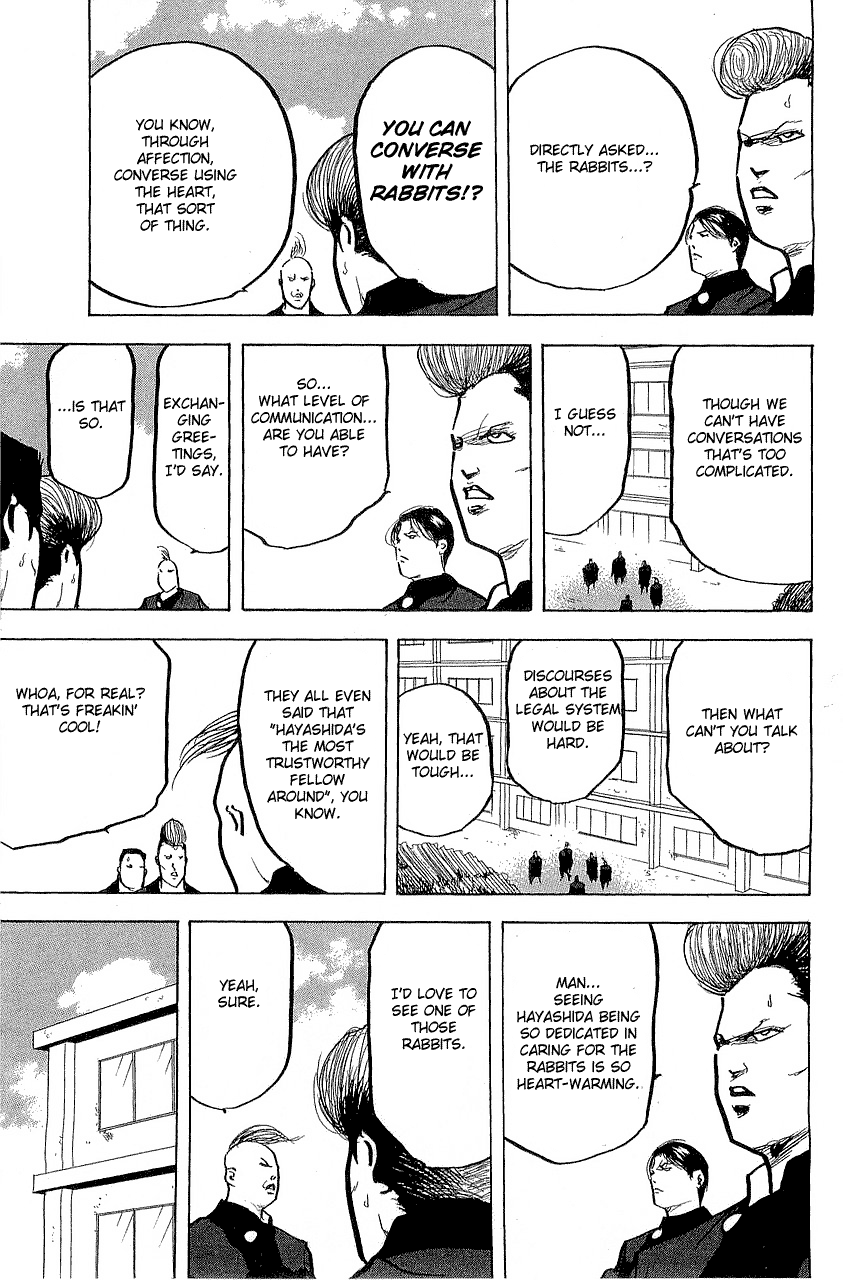 DIRECTLY ASKED...
THE RABBITS...?
YOU CAN
CONVERSE
WITH
RABBITS!?
YOU KNOW,
THROUGH
AFFECTION,
CONVERSE USING
THE HEART,
THAT SORT
OF THING.
THOUGH WE
CAN'T HAVE
CONVERSATIONS
THAT'S TOO
COMPLICATED.
I GUESS
NOT...
SO...
WHAT LEVEL OF
COMMUNICATION...
ARE YOU ABLE
TO HAVE?
EXCHAN-
GING
GREE-
TINGS,
I'D SAY.
...IS THAT
SO.
THEN WHAT
CAN'T YOU TALK
ABOUT?
DISCOURSES
ABOUT THE
LEGAL SYSTEM
WOULD BE
HARD.
YEAH, THAT
WOULD BE
TOUGH...
THEY ALL EVEN
SAID THAT
"HAYASHIDA'S
THE MOST
TRUSTWORTHY
FELLOW
AROUND", YOU
KNOW.
WHOA, FOR REAL?
THAT'S FREAKIN'
COOL!
MAN...
SEEING
HAYASHIDA BEING
SO DEDICATED IN
CARING FOR THE
RABBITS IS SO
HEART-WARMING.
I'D LOVE TO
SEE ONE OF
THOSE
RABBITS.
YEAH,
SURE.